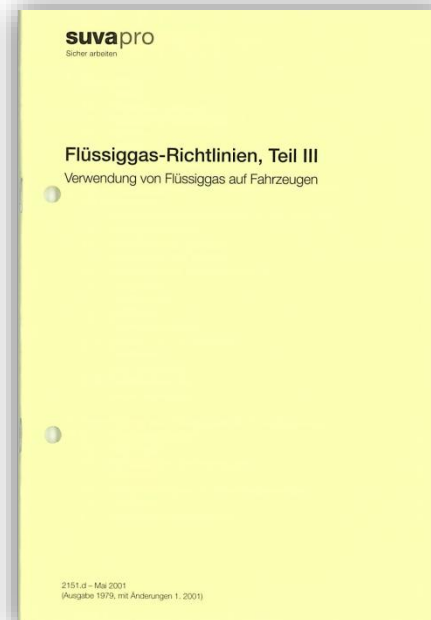 suvapro
Sicher arbeiten
Flüssiggas-Richtlinien, Teil III
Verwendung von Flüssiggas auf Fahrzeugen
2151.d – Mai 2001
(Ausgabe 1979, mit Änderungen 1. 2001)